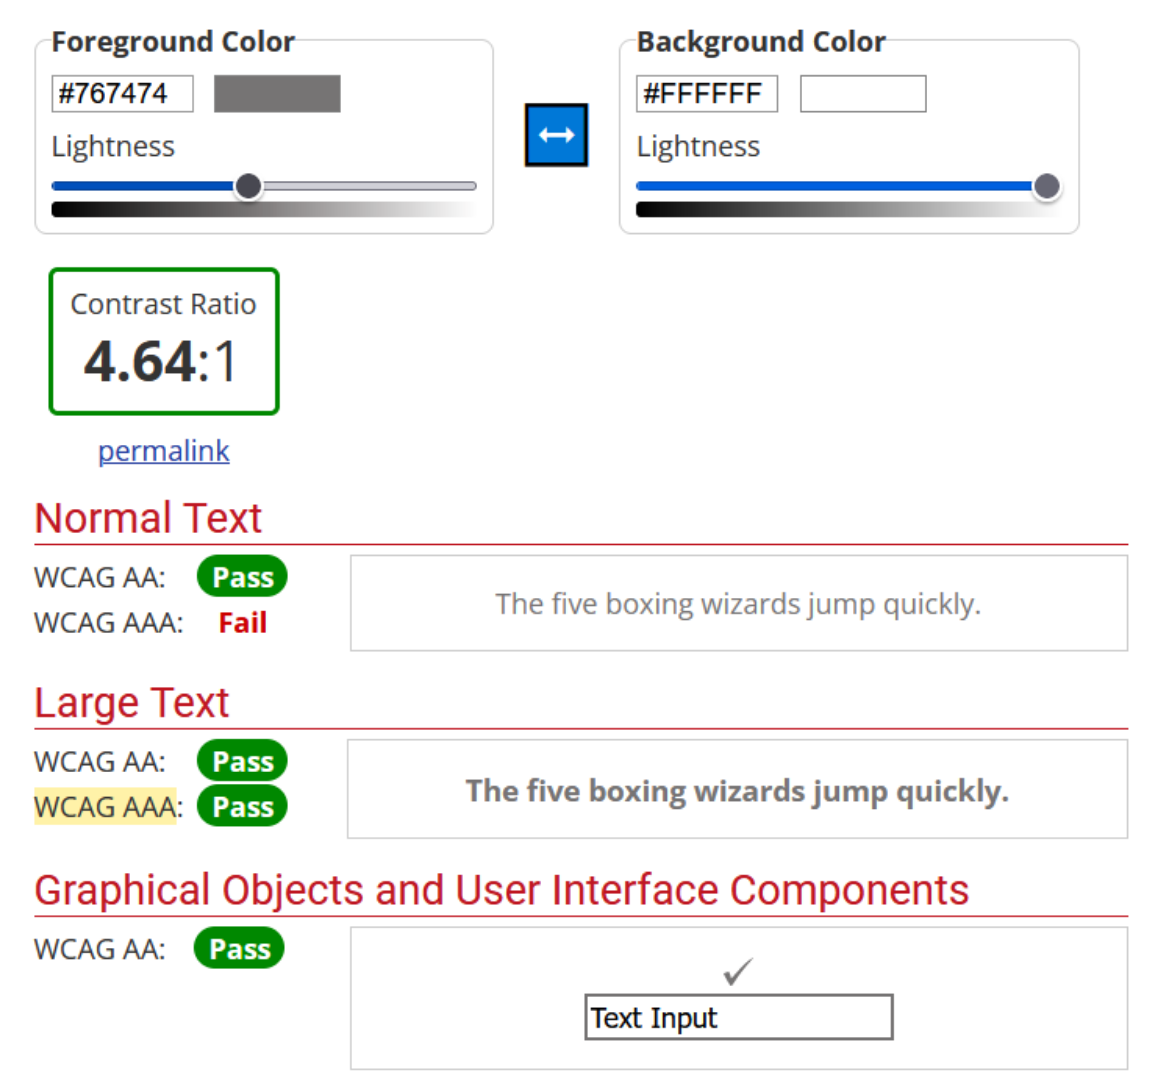 Foreground Color
#767474
Lightness
Background Color
#FFFFFF
Lightness
Contrast Ratio
4.64:1
permalink
Normal Text
WCAG AA: Pass
WCAG AAA: Fail
The five boxing wizards jump quickly.
Large Text
WCAG AA: Pass
WCAG AAA: Pass
The five boxing wizards jump quickly.
Graphical Objects and User Interface Components
WCAG AA: Pass
Text Input